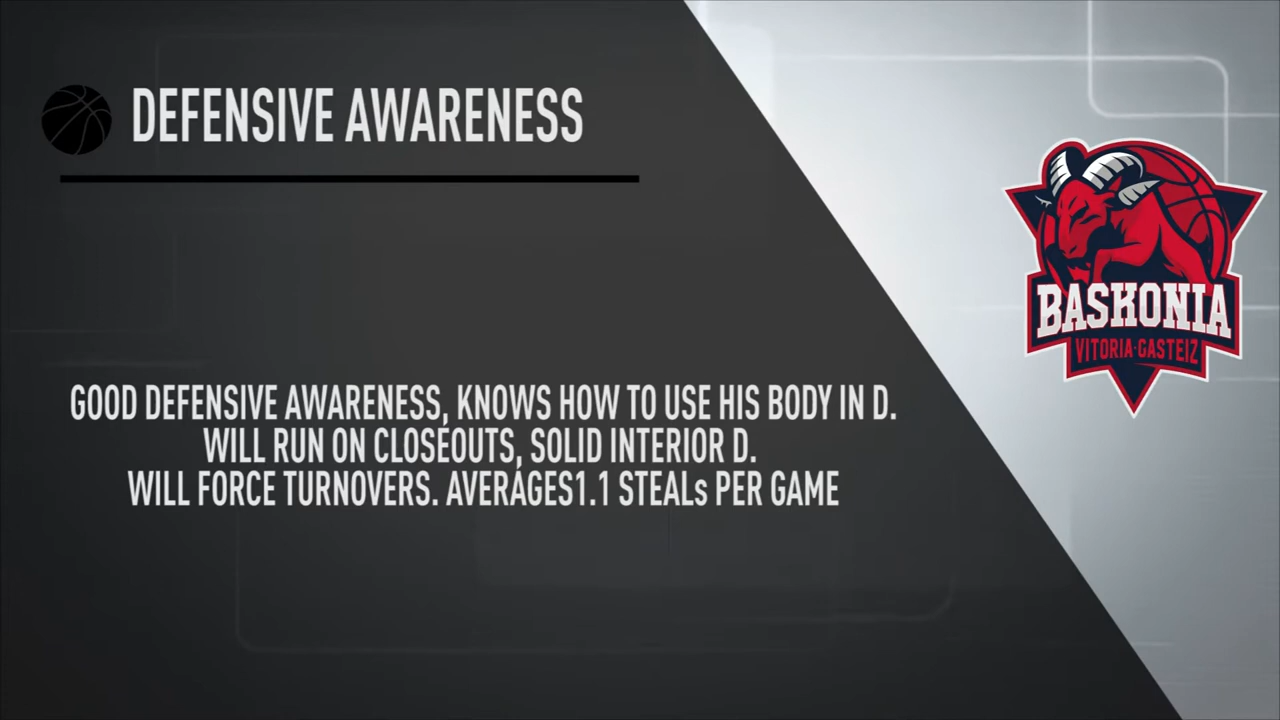 DEFENSIVE AWARENESS
BASKONIA
VITORIA·GASTEIZ
GOOD DEFENSIVE AWARENESS, KNOWS HOW TO USE HIS BODY IN D.
WILL RUN ON CLOSEOUTS, SOLID INTERIOR D.
WILL FORCE TURNOVERS. AVERAGES1.1 STEALs PER GAME